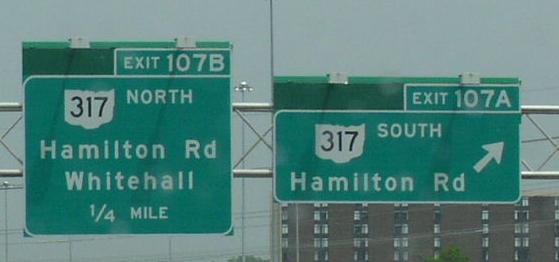 EXIT 107B
317 NORTH
Hamilton Rd
Whitehall
1/4 MILE
EXIT 107A
317 SOUTH
Hamilton Rd